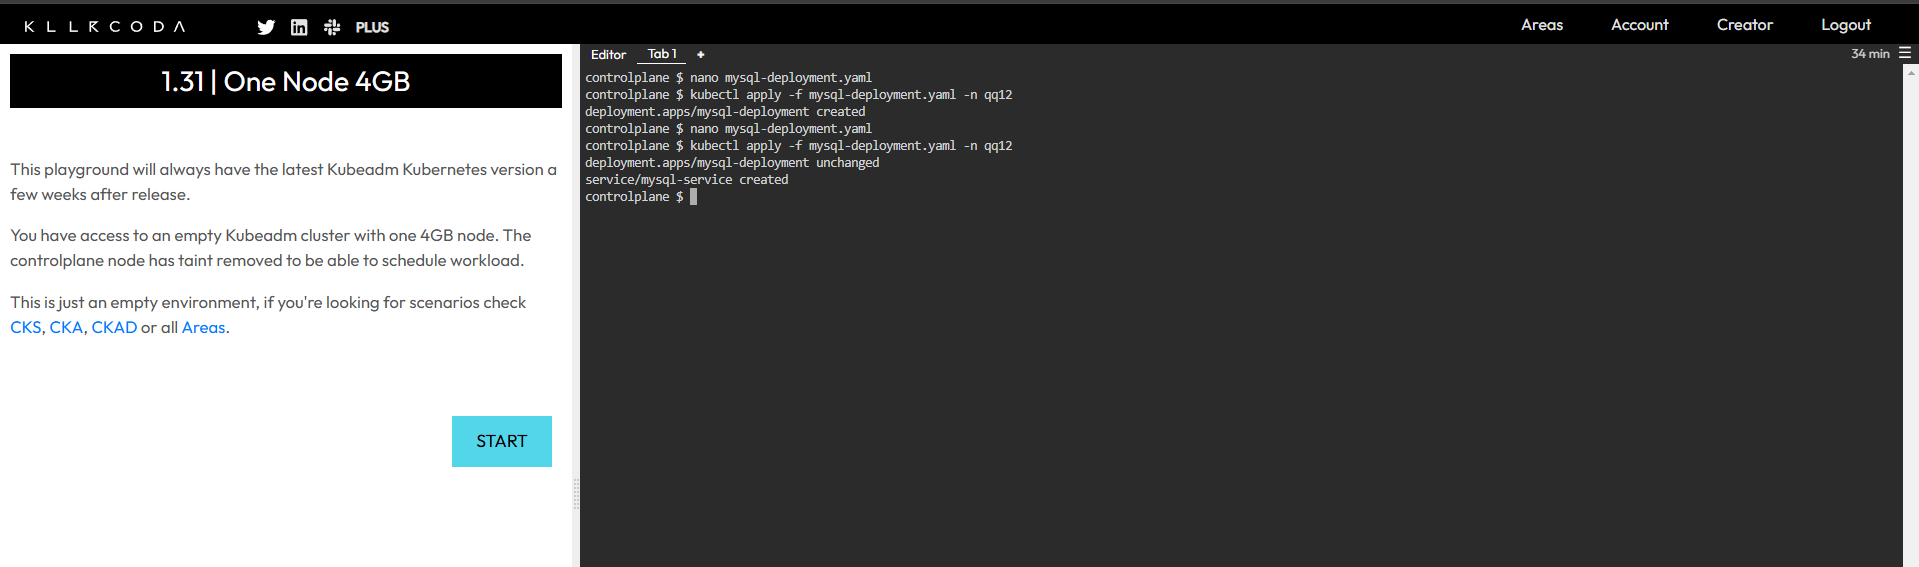 KLLRCODA
PLUS
Areas
Account
Creator
Logout
1.31 | One Node 4GB
This playground will always have the latest Kubeadm Kubernetes version a
few weeks after release.
You have access to an empty Kubeadm cluster with one 4GB node. The
controlplane node has taint removed to be able to schedule workload.
This is just an empty environment, if you're looking for scenarios check
CKS, CKA, CKAD or all Areas.
START
Editor
Tab 1
+
34 min
controlplane $ nano mysql-deployment.yaml
controlplane $ kubectl apply -f mysql-deployment.yaml -n qq12
deployment.apps/mysql-deployment created
controlplane $ nano mysql-deployment.yaml
controlplane $ kubectl apply -f mysql-deployment.yaml -n qq12
deployment.apps/mysql-deployment unchanged
service/mysql-service created
controlplane $